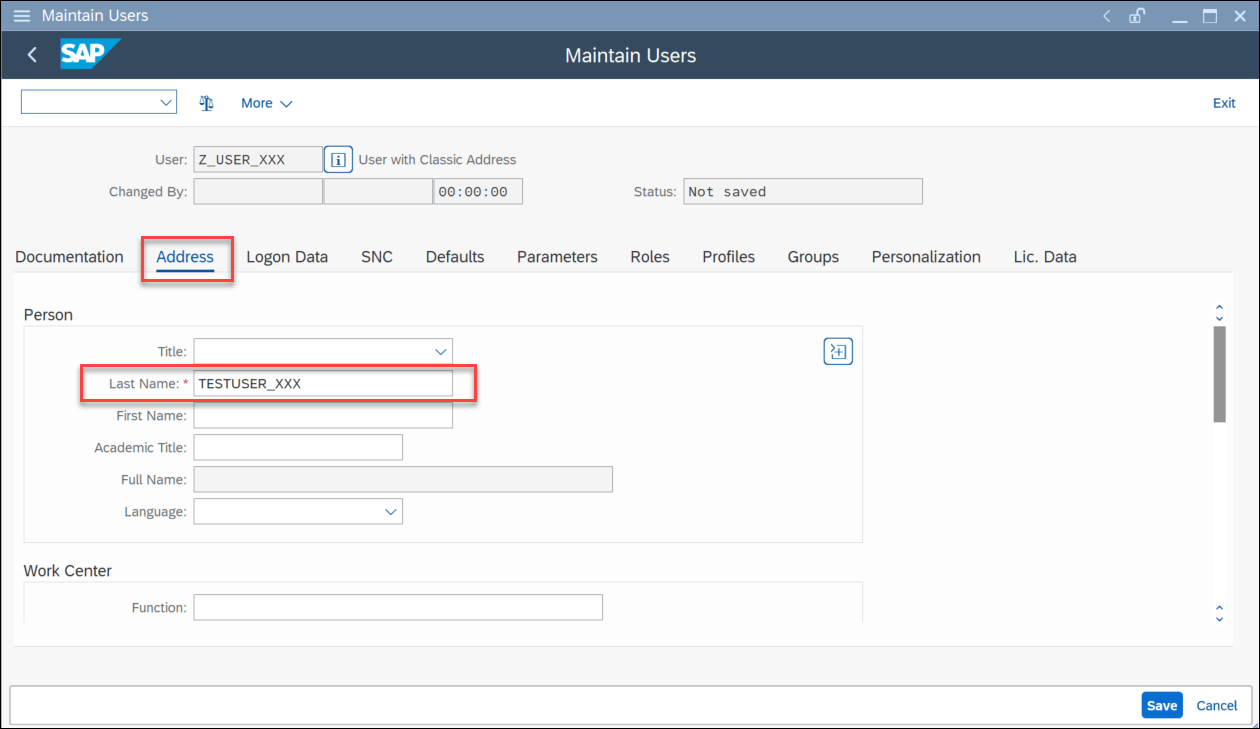 Maintain Users
SAP Maintain Users
More Exit
User: Z_USER_XXX User with Classic Address
Changed By: 00:00:00 Status: Not saved
Documentation Address Logon Data SNC Defaults Parameters Roles Profiles Groups Personalization Lic. Data
Person
Title:
Last Name: * TESTUSER_XXX
First Name:
Academic Title:
Full Name:
Language:
Work Center
Function:
Save Cancel